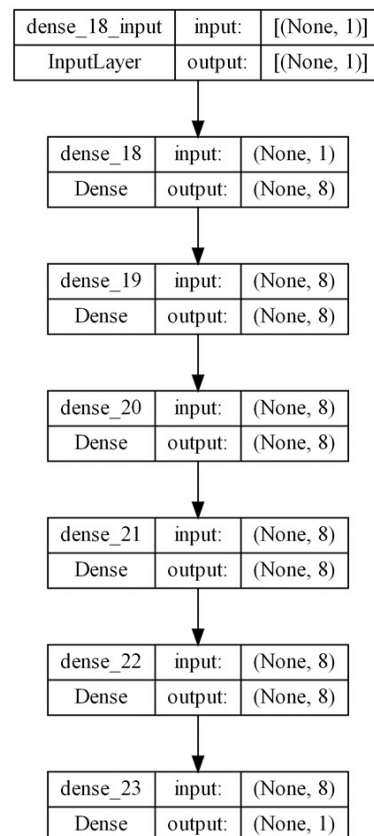 dense_18_input input: [(None, 1)]
InputLayer output: [(None, 1)]
dense_18 input: (None, 1)
Dense output: (None, 8)
dense_19 input: (None, 8)
Dense output: (None, 8)
dense_20 input: (None, 8)
Dense output: (None, 8)
dense_21 input: (None, 8)
Dense output: (None, 8)
dense_22 input: (None, 8)
Dense output: (None, 8)
dense_23 input: (None, 8)
Dense output: (None, 1)